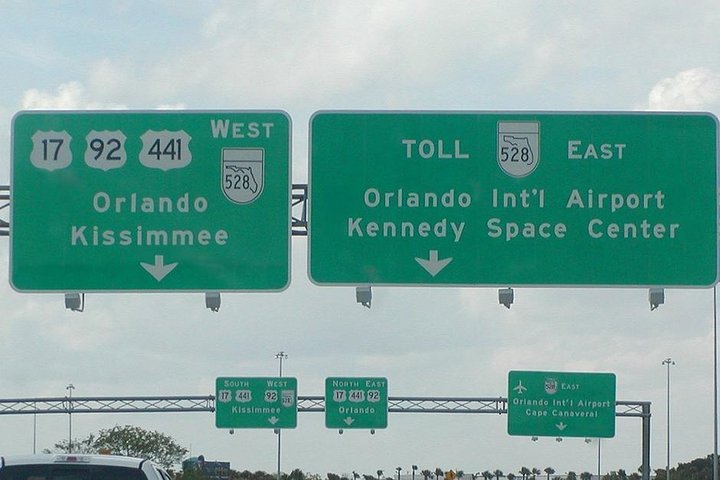 WEST
17 92 441
528
Orlando
Kissimmee
TOLL 528 EAST
Orlando Int'l Airport
Kennedy Space Center
SOUTH WEST
17 441 92 528
Kissimmee
NORTH EAST
17 441 92
Orlando
528 EAST
Orlando Int'l Airport
Cape Canaveral